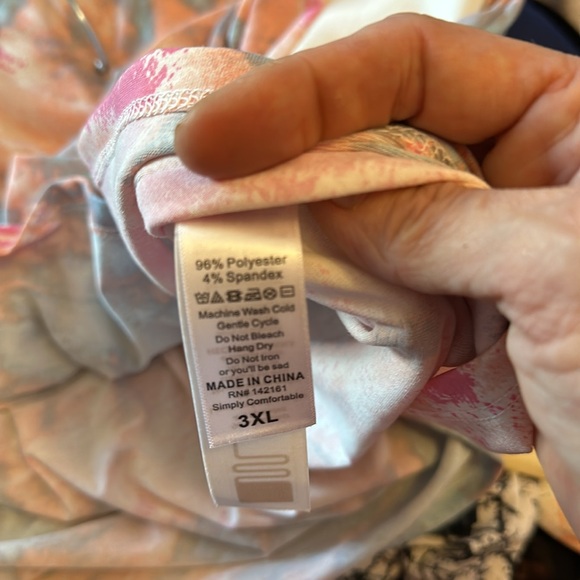 96% Polyester
4% Spandex
Machine Wash Cold
Gentle Cycle
Do Not Bleach
Hang Dry
Do Not Iron
or you'll be sad
MADE IN CHINA
RN# 142161
Simply Comfortable
3XL